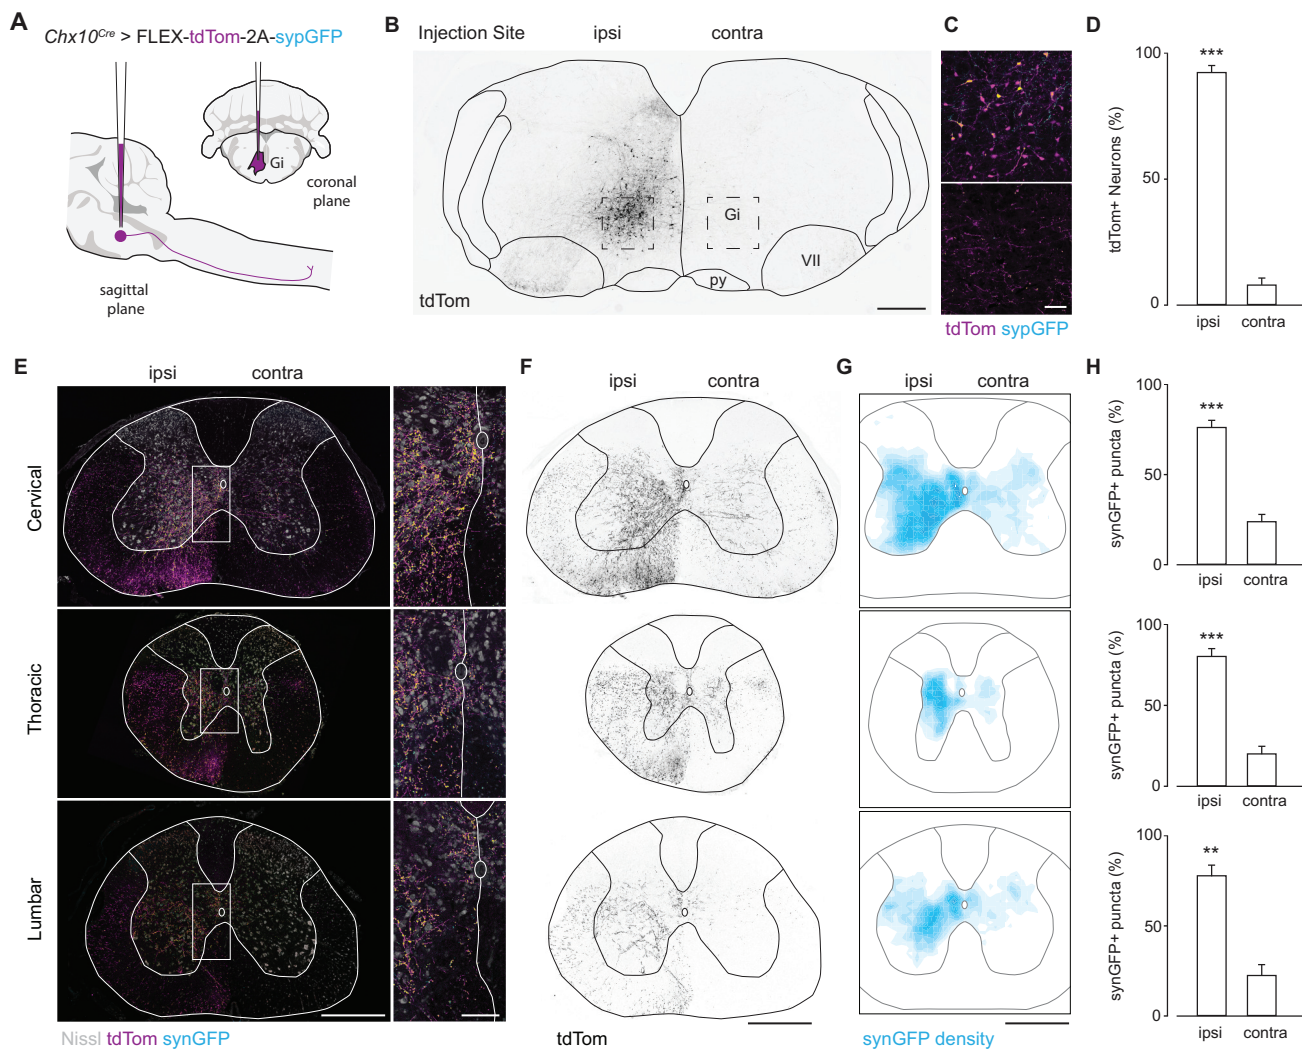 A
Chx10Cre > FLEX-tdTom-2A-sypGFP
Gi
coronal
plane
sagittal
plane
B
Injection Site
ipsi
contra
Gi
VII
py
tdTom
C
tdTom sypGFP
D
tdTom+ Neurons (%)
100
50
0
***
ipsi
contra
E
ipsi
contra
Cervical
Thoracic
Lumbar
Nissl tdTom synGFP
F
ipsi
contra
tdTom
G
ipsi
contra
synGFP density
H
synGFP+ puncta (%)
100
50
0
***
ipsi
contra
synGFP+ puncta (%)
100
50
0
***
ipsi
contra
synGFP+ puncta (%)
100
50
0
**
ipsi
contra